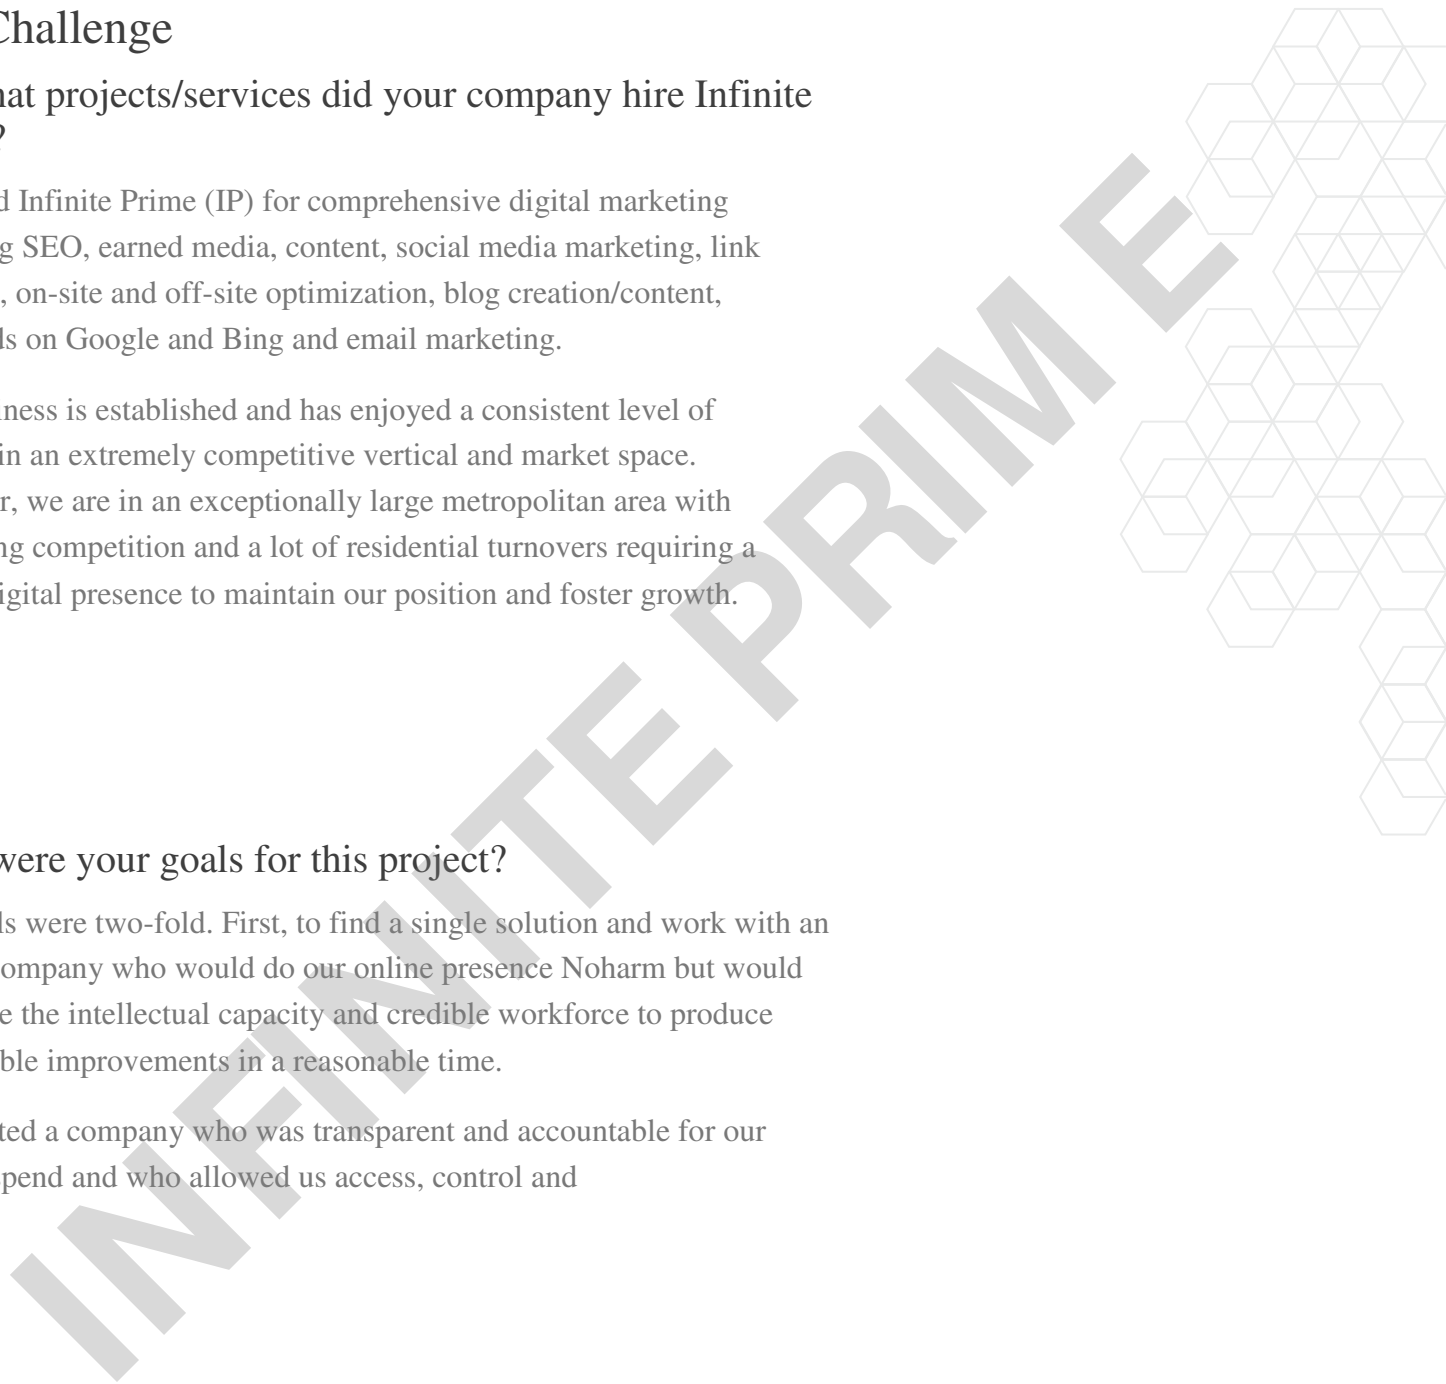 Challenge
hat projects/services did your company hire Infinite
?
d Infinite Prime (IP) for comprehensive digital marketing
g SEO, earned media, content, social media marketing, link
, on-site and off-site optimization, blog creation/content,
ds on Google and Bing and email marketing.
iness is established and has enjoyed a consistent level of
in an extremely competitive vertical and market space.
r, we are in an exceptionally large metropolitan area with
ng competition and a lot of residential turnovers requiring a
igital presence to maintain our position and foster growth.
were your goals for this project?
ls were two-fold. First, to find a single solution and work with an
company who would do our online presence Noharm but would
e the intellectual capacity and credible workforce to produce
ble improvements in a reasonable time.
ted a company who was transparent and accountable for our
spend and who allowed us access, control and
INFINITE PRIME